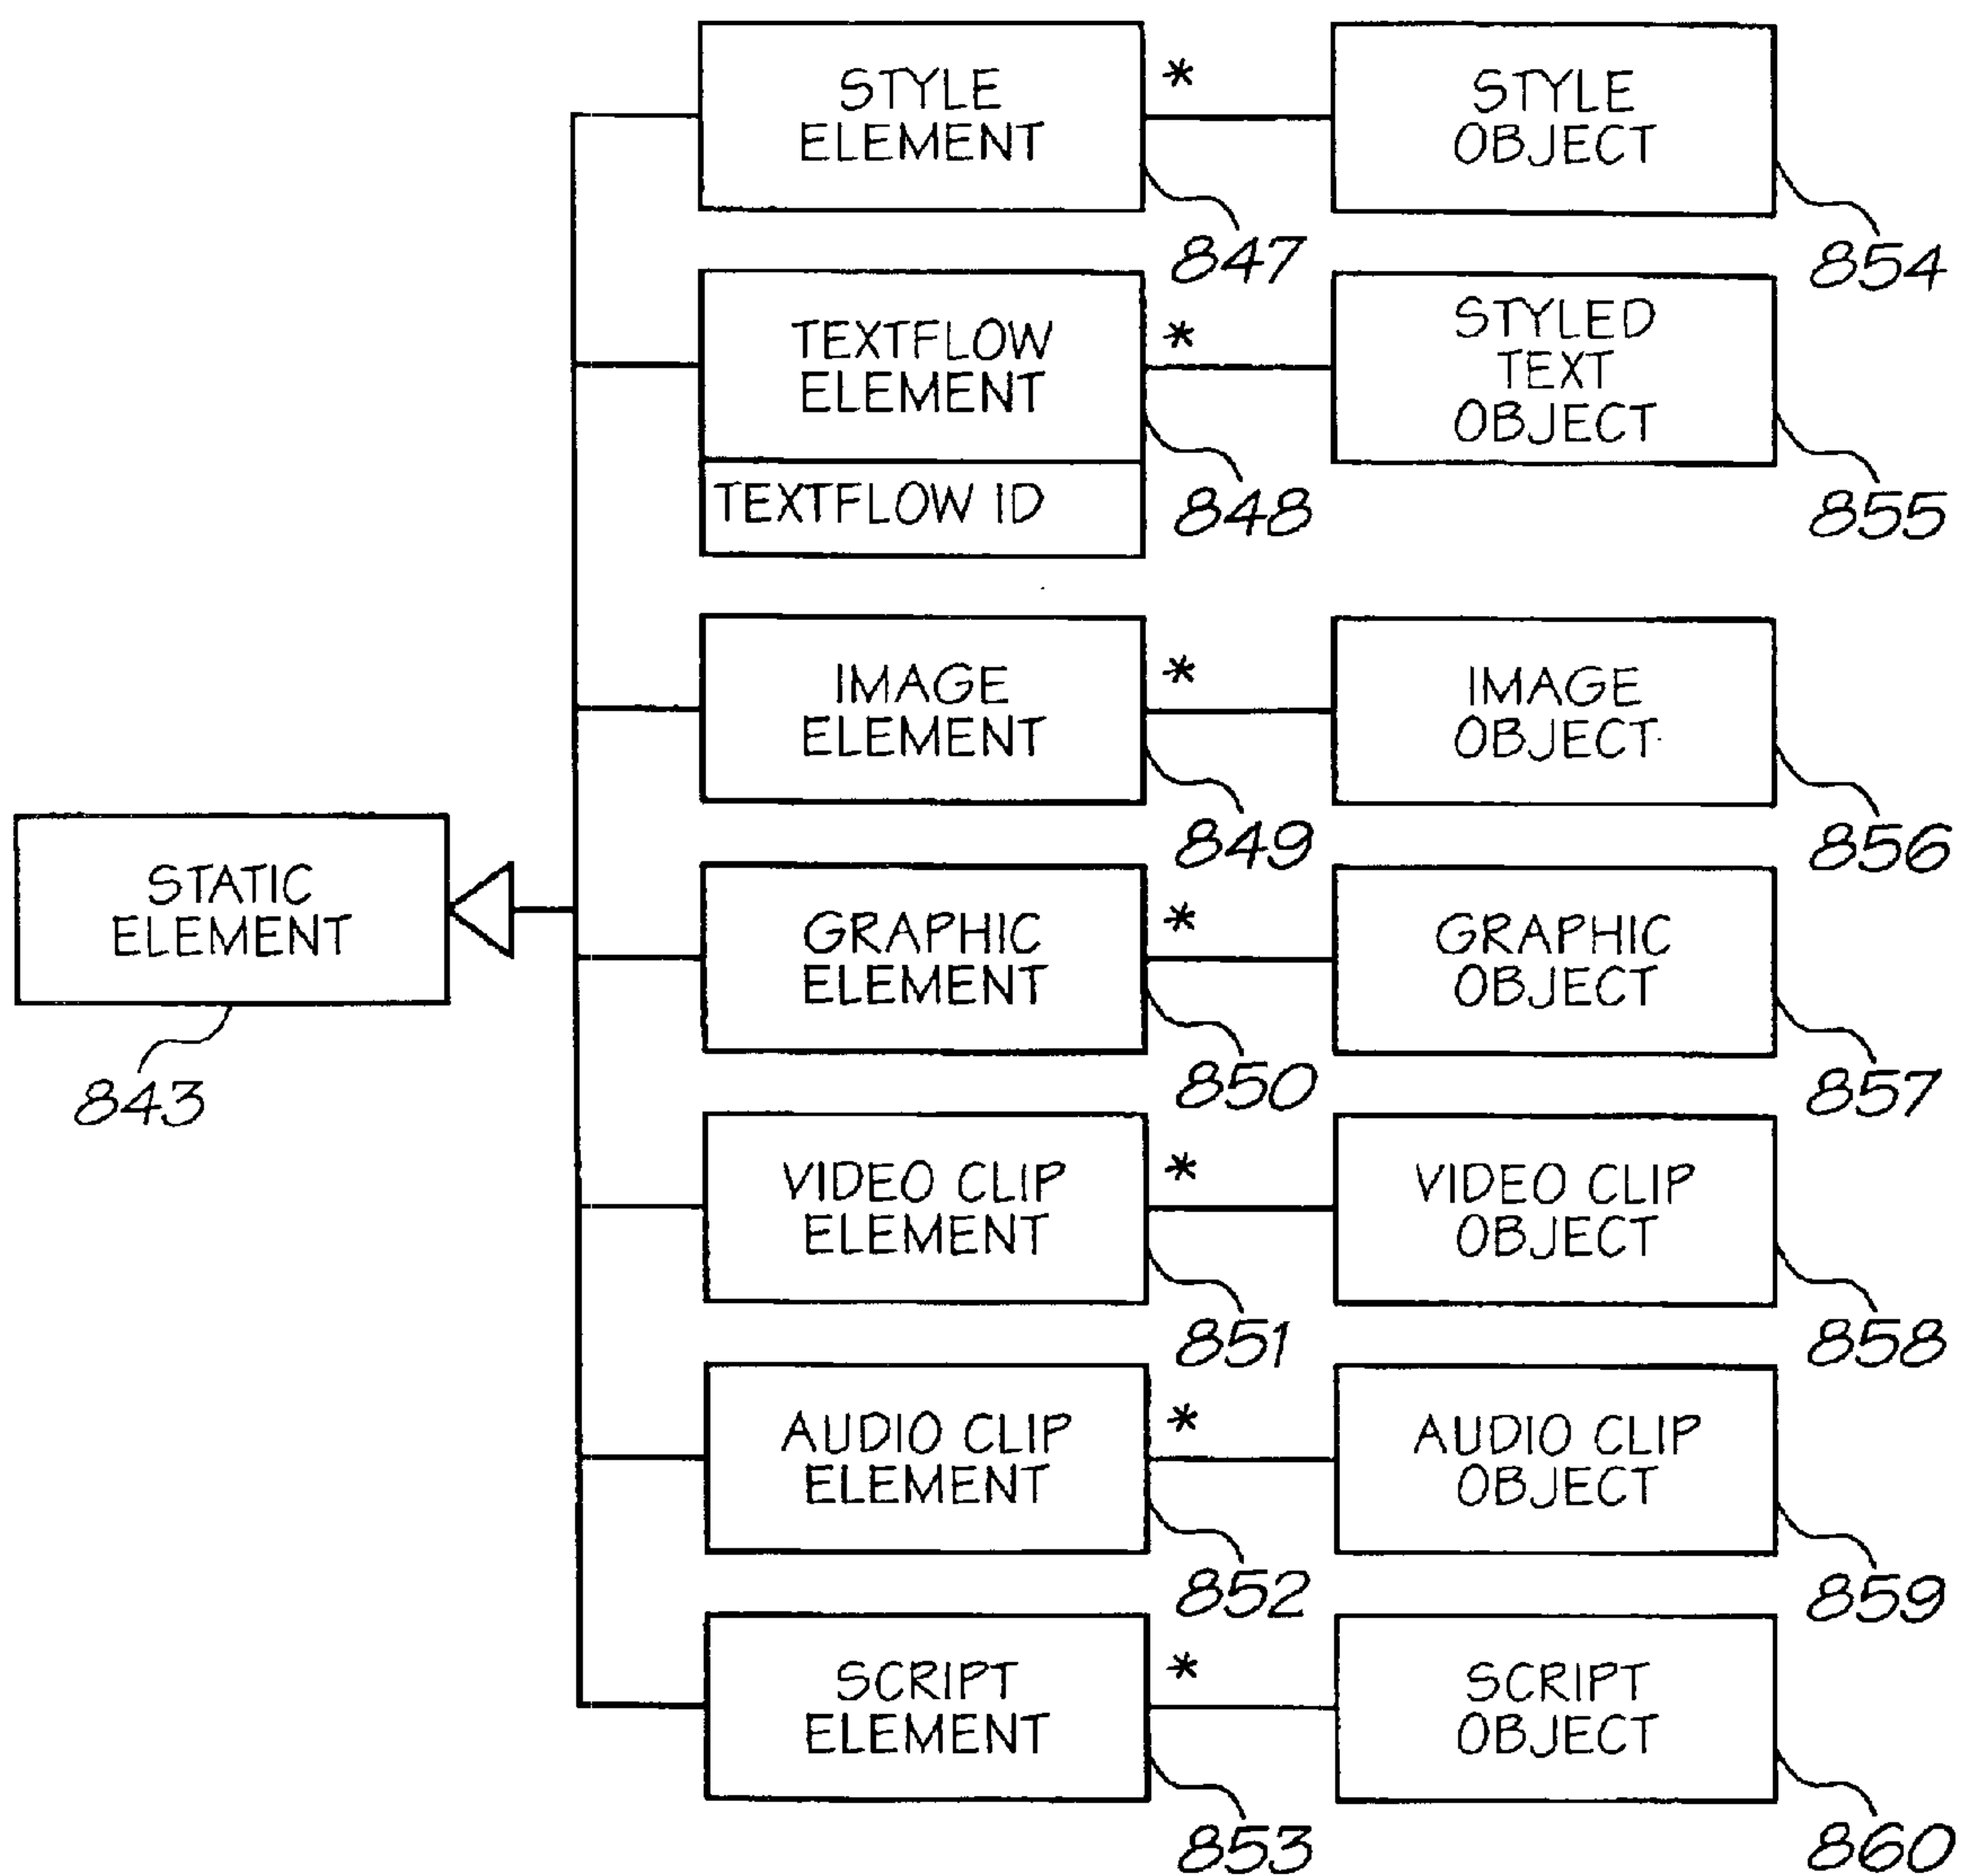 STYLE
ELEMENT
*
STYLE
OBJECT
847
854
TEXTFLOW
ELEMENT
*
STYLED
TEXT
OBJECT
TEXTFLOW ID
848
855
IMAGE
ELEMENT
*
IMAGE
OBJECT
849
856
STATIC
ELEMENT
843
GRAPHIC
ELEMENT
*
GRAPHIC
OBJECT
850
857
VIDEO CLIP
ELEMENT
*
VIDEO CLIP
OBJECT
851
858
AUDIO CLIP
ELEMENT
*
AUDIO CLIP
OBJECT
852
859
SCRIPT
ELEMENT
*
SCRIPT
OBJECT
853
860